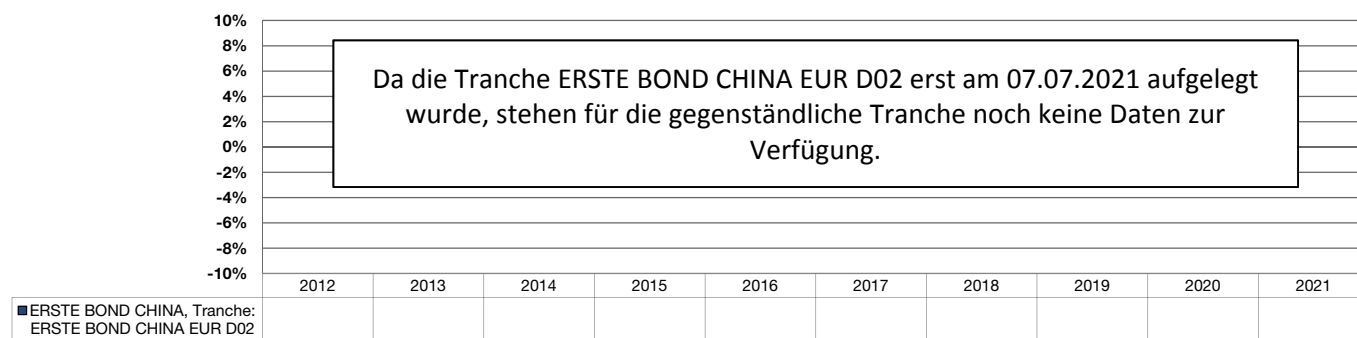 10%
8%
6%
4%
2%
0%
-2%
-4%
-6%
-8%
-10%
Da die Tranche ERSTE BOND CHINA EUR D02 erst am 07.07.2021 aufgelegt
wurde, stehen für die gegenständliche Tranche noch keine Daten zur
Verfügung.
2012 2013 2014 2015 2016 2017 2018 2019 2020 2021
ERSTE BOND CHINA, Tranche:
ERSTE BOND CHINA EUR D02